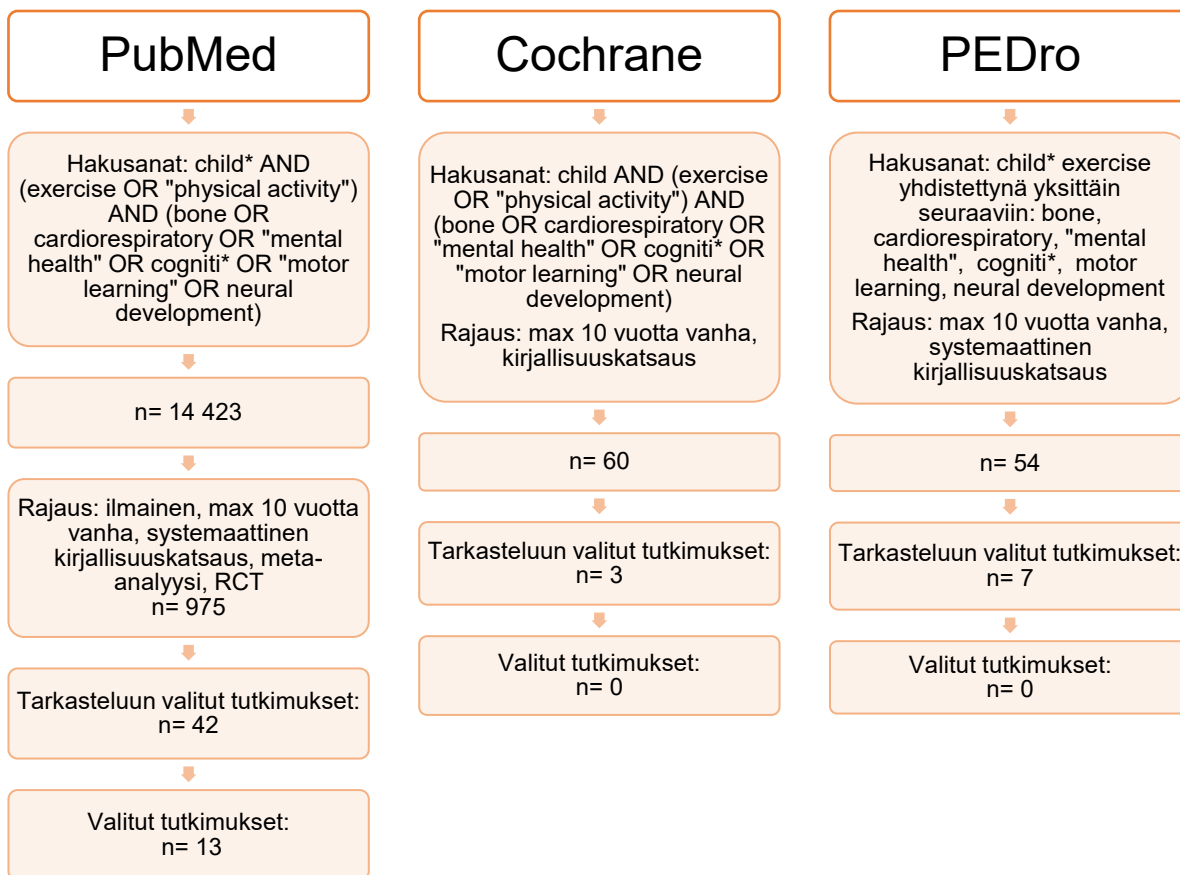 PubMed
Hakusanat: child* AND
(exercise OR "physical activity")
AND (bone OR
cardiorespiratory OR "mental
health" OR cogniti* OR "motor
learning" OR neural
development)
n= 14 423
Rajaus: ilmainen, max 10 vuotta
vanha, systemaattinen
kirjallisuuskatsaus, meta-
analyysi, RCT
n= 975
Tarkasteluun valitut tutkimukset:
n= 42
Valitut tutkimukset:
n= 13
Cochrane
Hakusanat: child AND (exercise
OR "physical activity") AND
(bone OR cardiorespiratory OR
"mental health" OR cogniti* OR
"motor learning" OR neural
development)
Rajaus: max 10 vuotta vanha,
kirjallisuuskatsaus
n= 60
Tarkasteluun valitut tutkimukset:
n= 3
Valitut tutkimukset:
n= 0
PEDro
Hakusanat: child* exercise
yhdistettynä yksittäin
seuraaviin: bone,
cardiorespiratory, "mental
health", cogniti*, motor
learning, neural development
Rajaus: max 10 vuotta vanha,
systemaattinen
kirjallisuuskatsaus
n= 54
Tarkasteluun valitut tutkimukset:
n= 7
Valitut tutkimukset:
n= 0